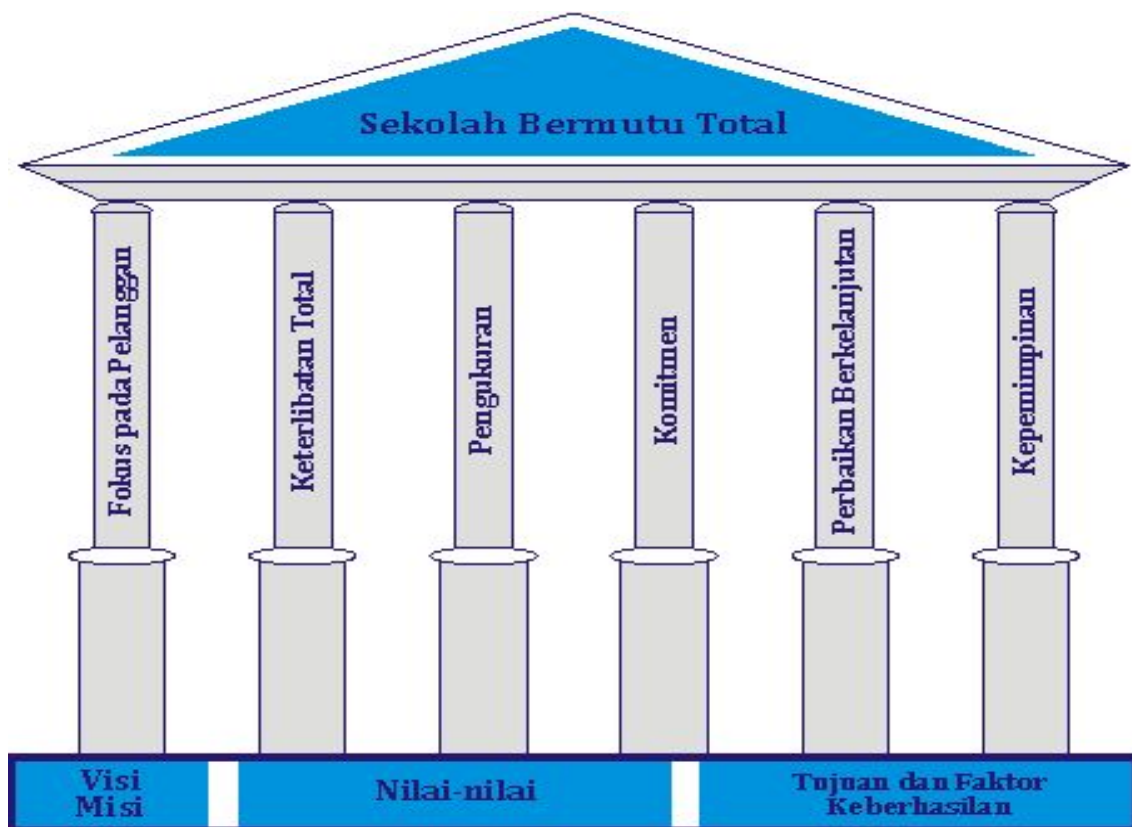 Sekolah Bermutu Total
Fokus pada Pelanggan
Keterlibatan Total
Pengukuran
Komitmen
Perbaikan Berkelanjutan
Kepemimpinan
Visi
Misi
Nilai-nilai
Tujuan dan Faktor
Keberhasilan